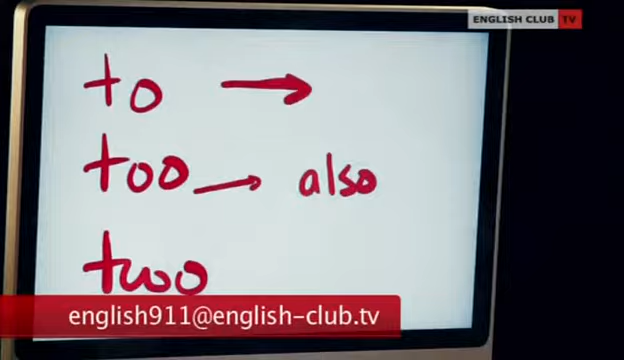 ENGLISH CLUB TV
to →
too → also
two
english911@english-club.tv